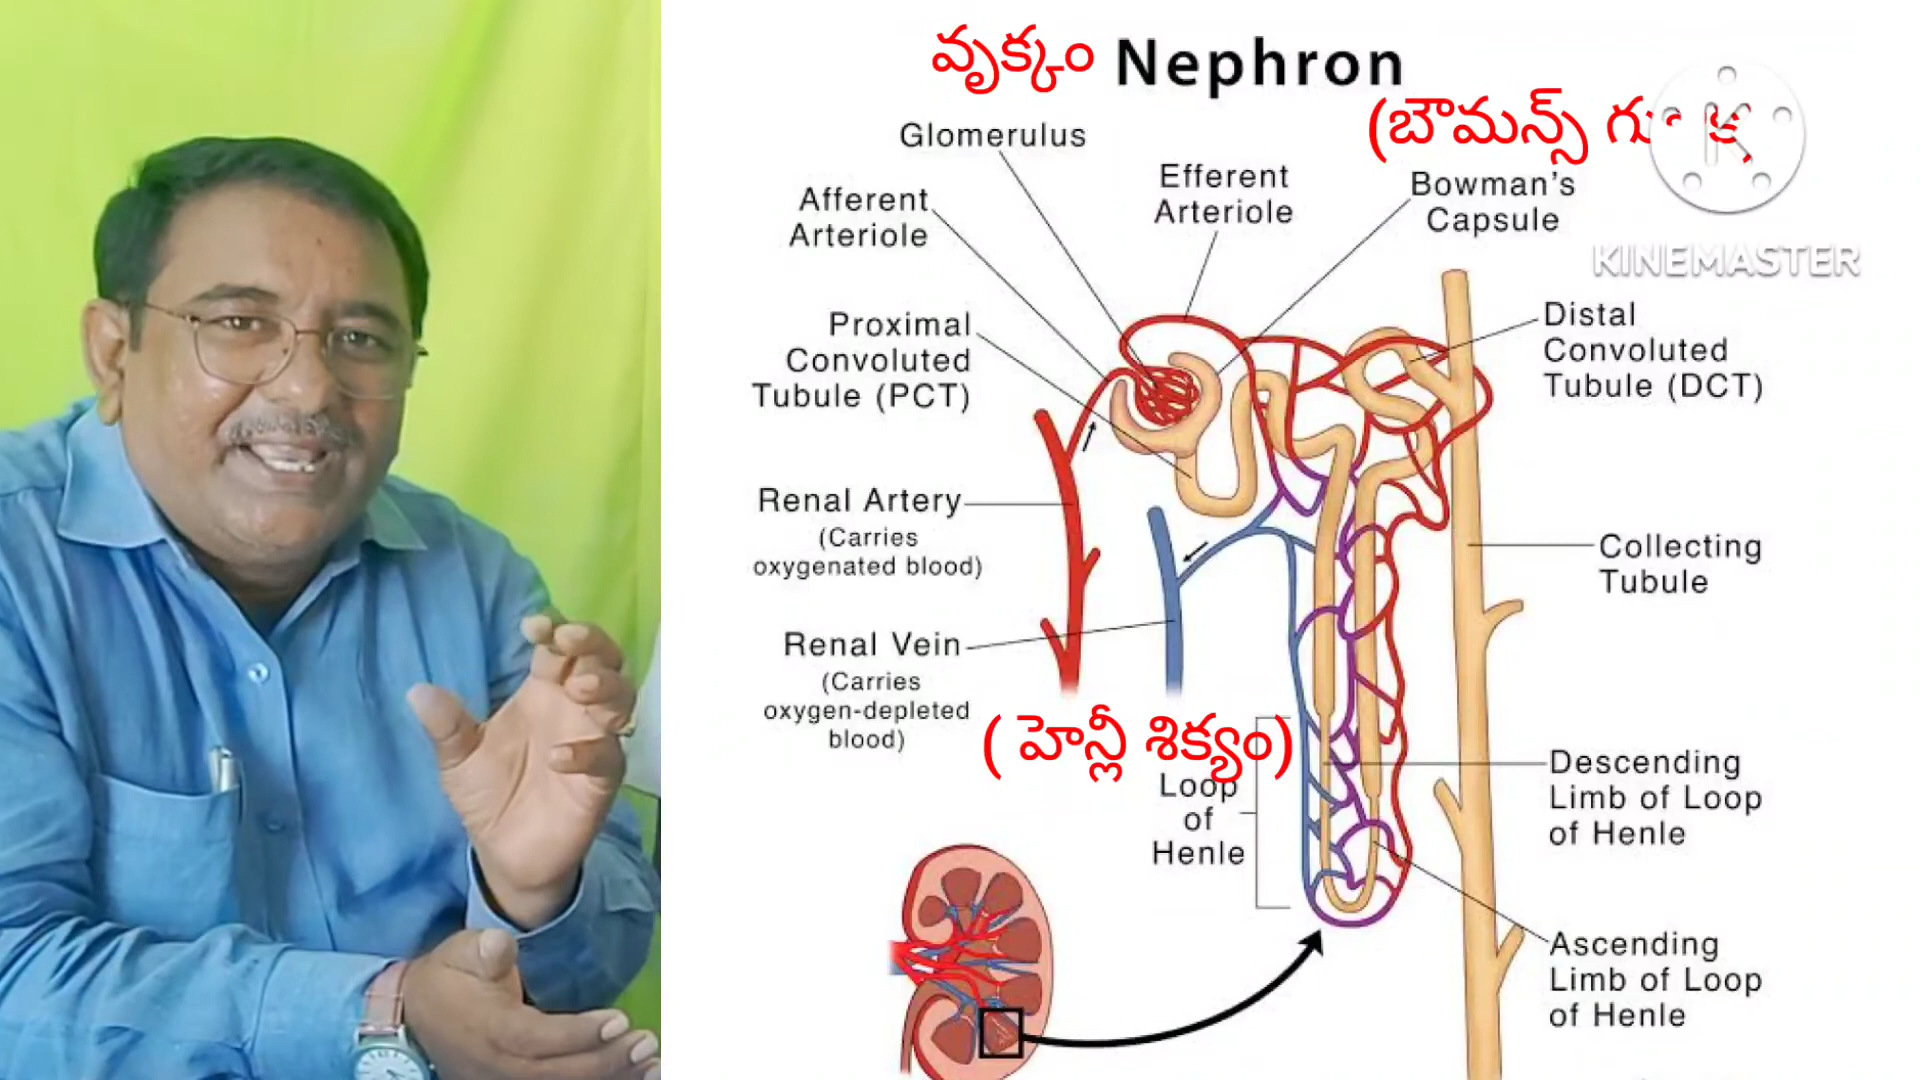 వృక్కం Nephron
(బౌమన్స్
Glomerulus
Afferent
Arteriole
Efferent
Arteriole
Bowman's
Capsule
KINEMASTER
Proximal
Convoluted
Tubule (PCT)
Distal
Convoluted
Tubule (DCT)
Renal Artery
(Carries
oxygenated blood)
Collecting
Tubule
Renal Vein
(Carries
oxygen-depleted
blood)
( హెన్లీ శిక్యం)
Loop
of
Henle
Descending
Limb of Loop
of Henle
Ascending
Limb of Loop
of Henle